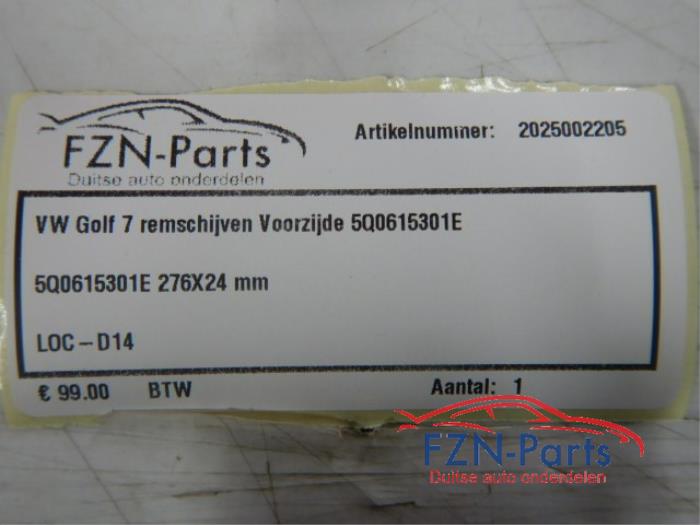 FZN-Parts
Duitse auto onderdelen
Artikelnummer: 2025002205
VW Golf 7 remschijven Voorzijde 5Q0615301E
5Q0615301E 276X24 mm
LOC-D14
€ 99.00 BTW Aantal: 1
FZN-Parts
Duitse auto onderdelen